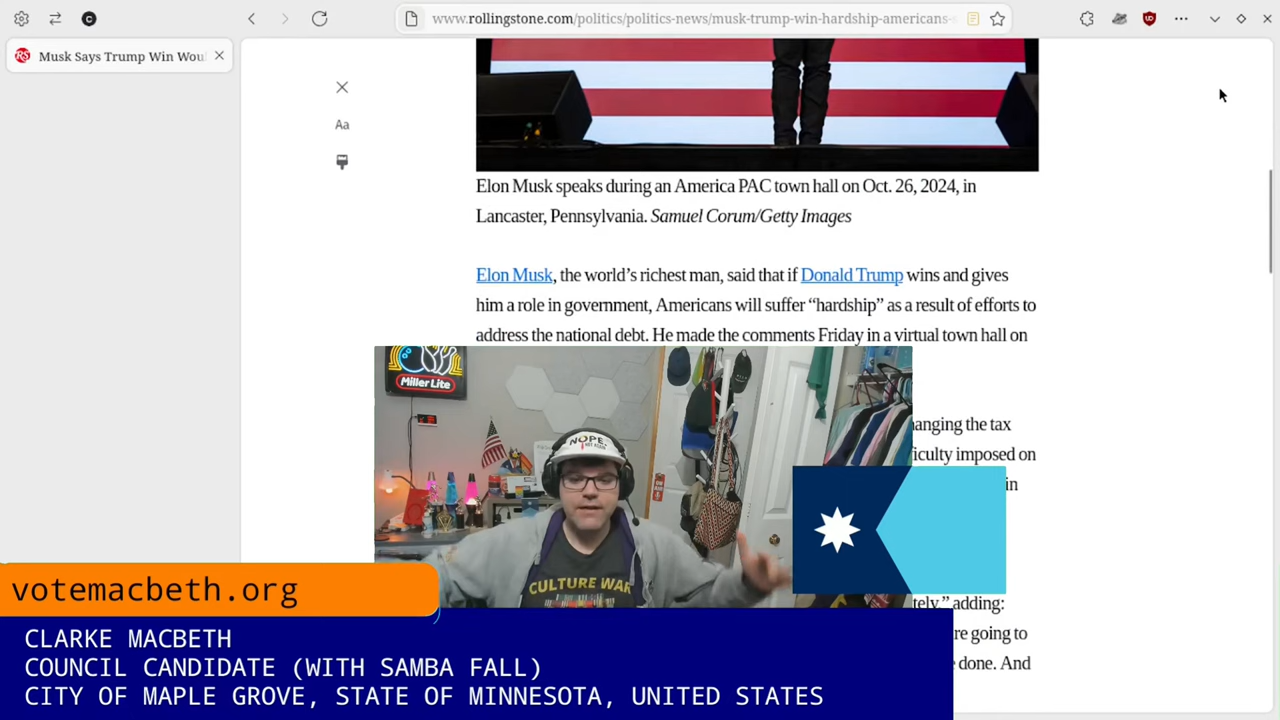 www.rollingstone.com/politics/politics-news/musk-trump-win-hardship-americans-
Musk Says Trump Win Wou
Aa
Elon Musk speaks during an America PAC town hall on Oct. 26, 2024, in
Lancaster, Pennsylvania. Samuel Corum/Getty Images
Elon Musk, the world’s richest man, said that if Donald Trump wins and gives
him a role in government, Americans will suffer “hardship” as a result of efforts to
address the national debt. He made the comments Friday in a virtual town hall on
Miller Lite
hanging the tax
NOPE.
ficulty imposed on
in
CULTURE WAR
tely,” adding:
re going to
e done. And
votemacbeth.org
CLARKE MACBETH
COUNCIL CANDIDATE (WITH SAMBA FALL)
CITY OF MAPLE GROVE, STATE OF MINNESOTA, UNITED STATES